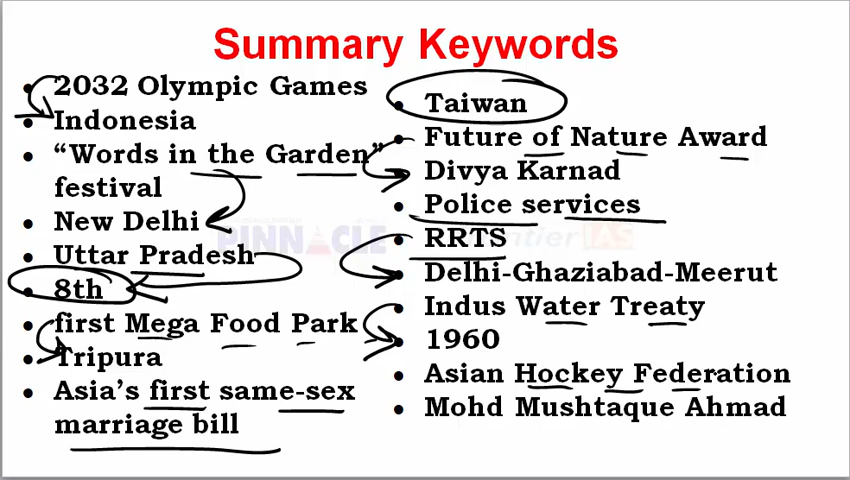 Summary Keywords
2032 Olympic Games
Indonesia
“Words in the Garden”
festival
New Delhi
Uttar Pradesh
8th
first Mega Food Park
Tripura
Asia’s first same-sex
marriage bill
Taiwan
Future of Nature Award
Divya Karnad
Police services
RRTS
Delhi-Ghaziabad-Meerut
Indus Water Treaty
1960
Asian Hockey Federation
Mohd Mushtaque Ahmad
PINNACLE
IAS